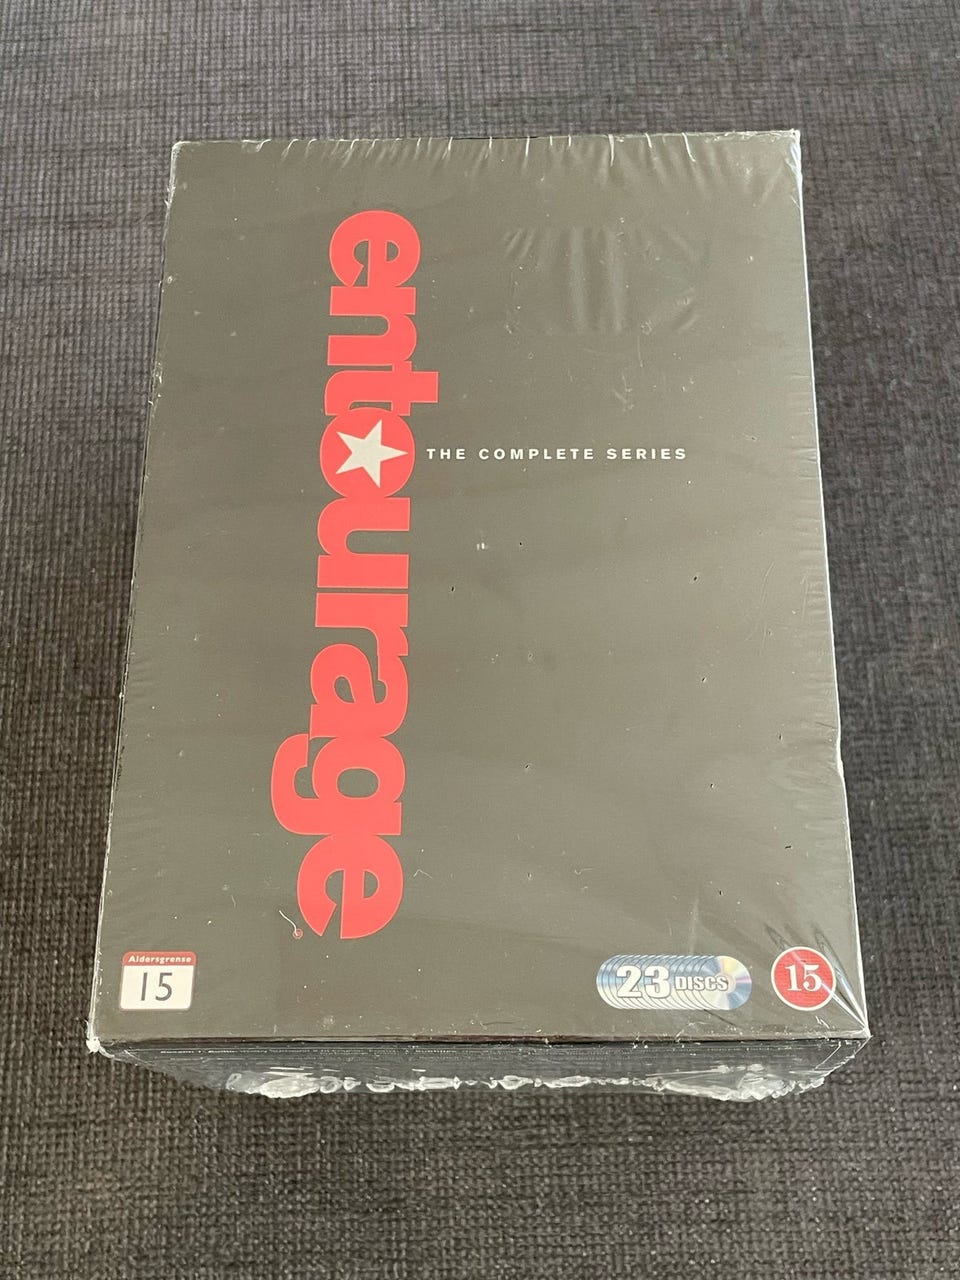 entourage
THE COMPLETE SERIES
Aldersgrense
15
23 DISCS
15